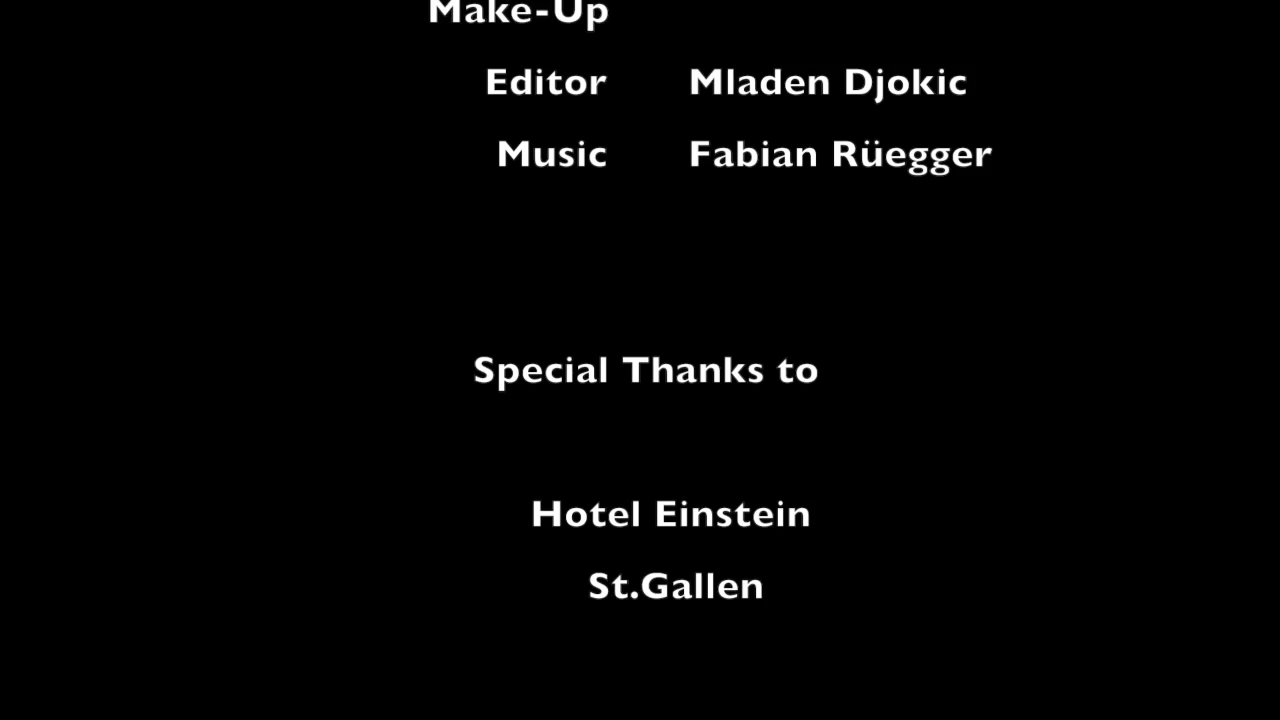 Make-Up
Editor Mladen Djokic
Music Fabian Rüegger
Special Thanks to
Hotel Einstein
St.Gallen